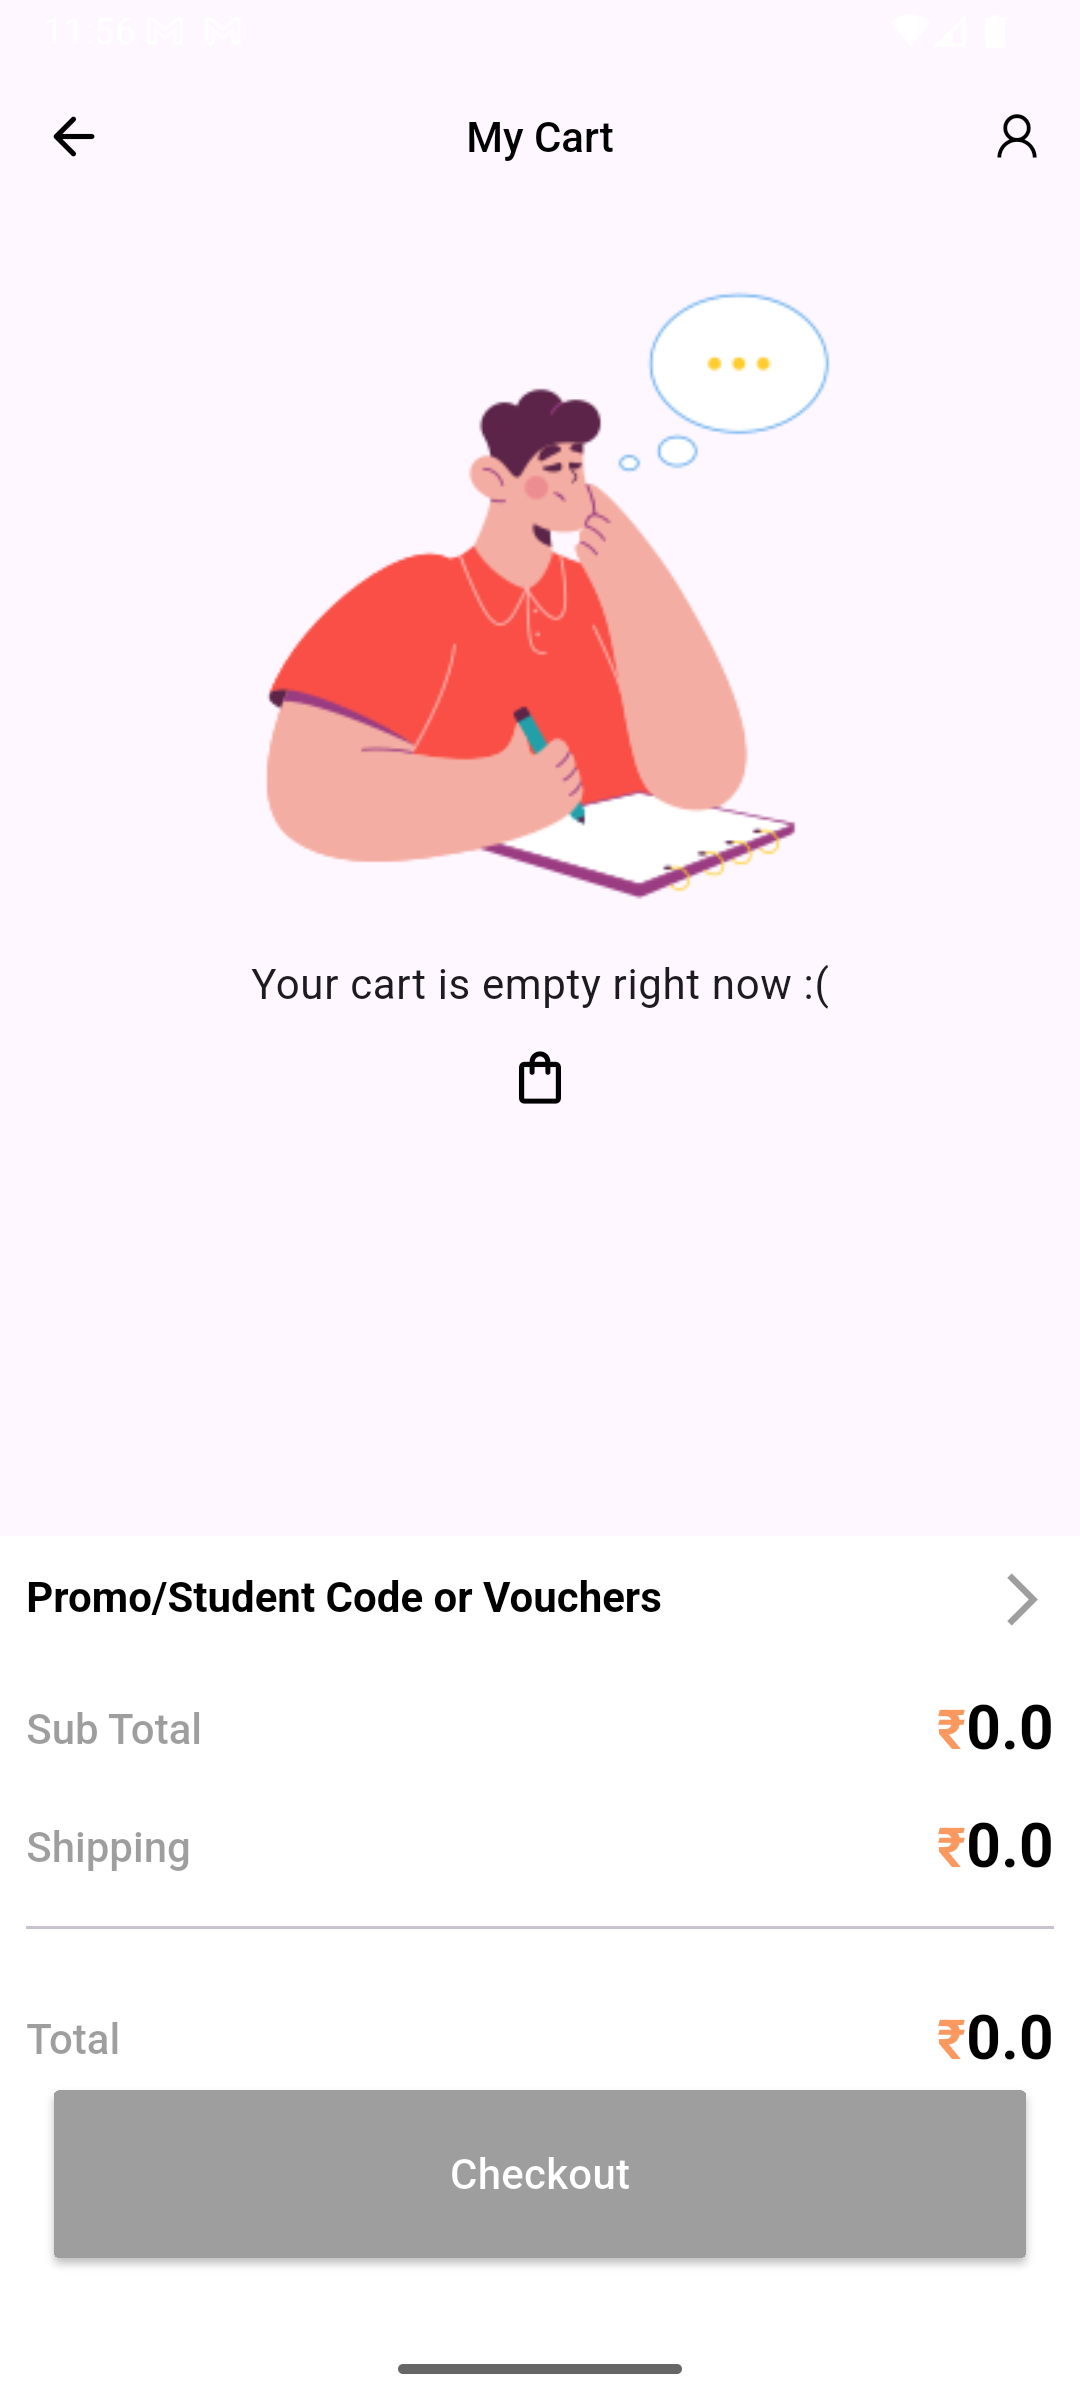 11:56
My Cart
Your cart is empty right now :(
Promo/Student Code or Vouchers
Sub Total ₹0.0
Shipping ₹0.0
Total ₹0.0
Checkout